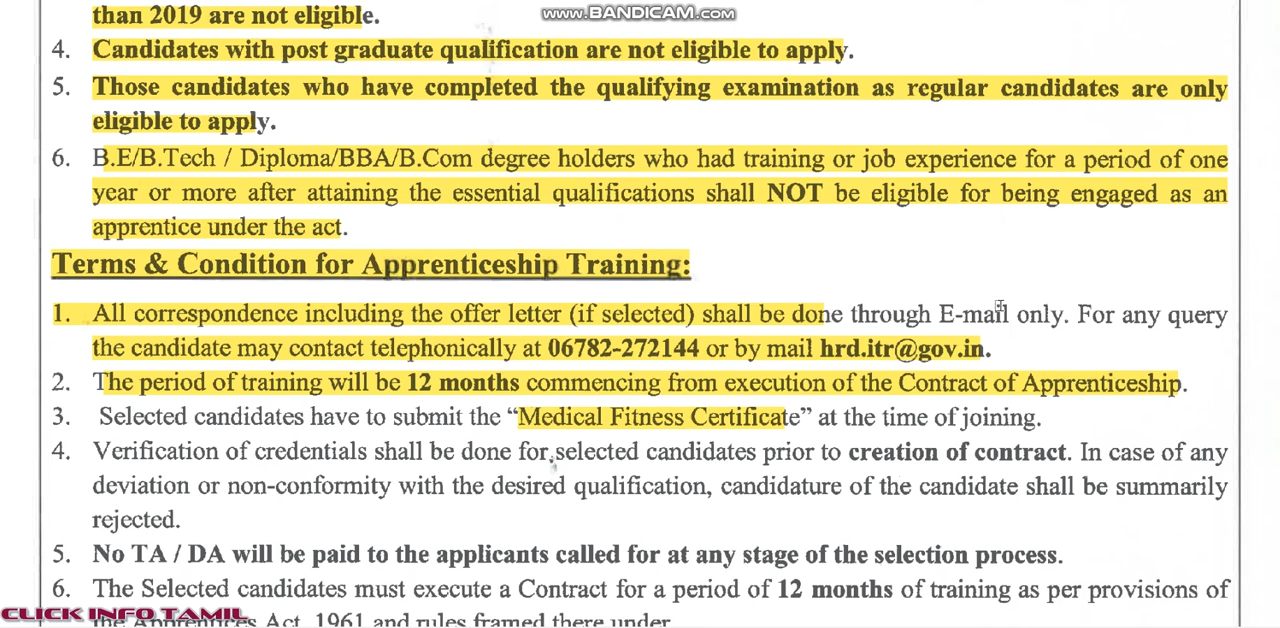 www.BANDICAM.com
than 2019 are not eligible.
4. Candidates with post graduate qualification are not eligible to apply.
5. Those candidates who have completed the qualifying examination as regular candidates are only
eligible to apply.
6. B.E/B.Tech / Diploma/BBA/B.Com degree holders who had training or job experience for a period of one
year or more after attaining the essential qualifications shall NOT be eligible for being engaged as an
apprentice under the act.
Terms & Condition for Apprenticeship Training:
1. All correspondence including the offer letter (if selected) shall be done through E-mail only. For any query
the candidate may contact telephonically at 06782-272144 or by mail hrd.itr@gov.in.
2. The period of training will be 12 months commencing from execution of the Contract of Apprenticeship.
3. Selected candidates have to submit the “Medical Fitness Certificate” at the time of joining.
4. Verification of credentials shall be done for selected candidates prior to creation of contract. In case of any
deviation or non-conformity with the desired qualification, candidature of the candidate shall be summarily
rejected.
5. No TA / DA will be paid to the applicants called for at any stage of the selection process.
6. The Selected candidates must execute a Contract for a period of 12 months of training as per provisions of
the Apprentices Act, 1961 and rules framed there under
CLICK INFO TAMIL